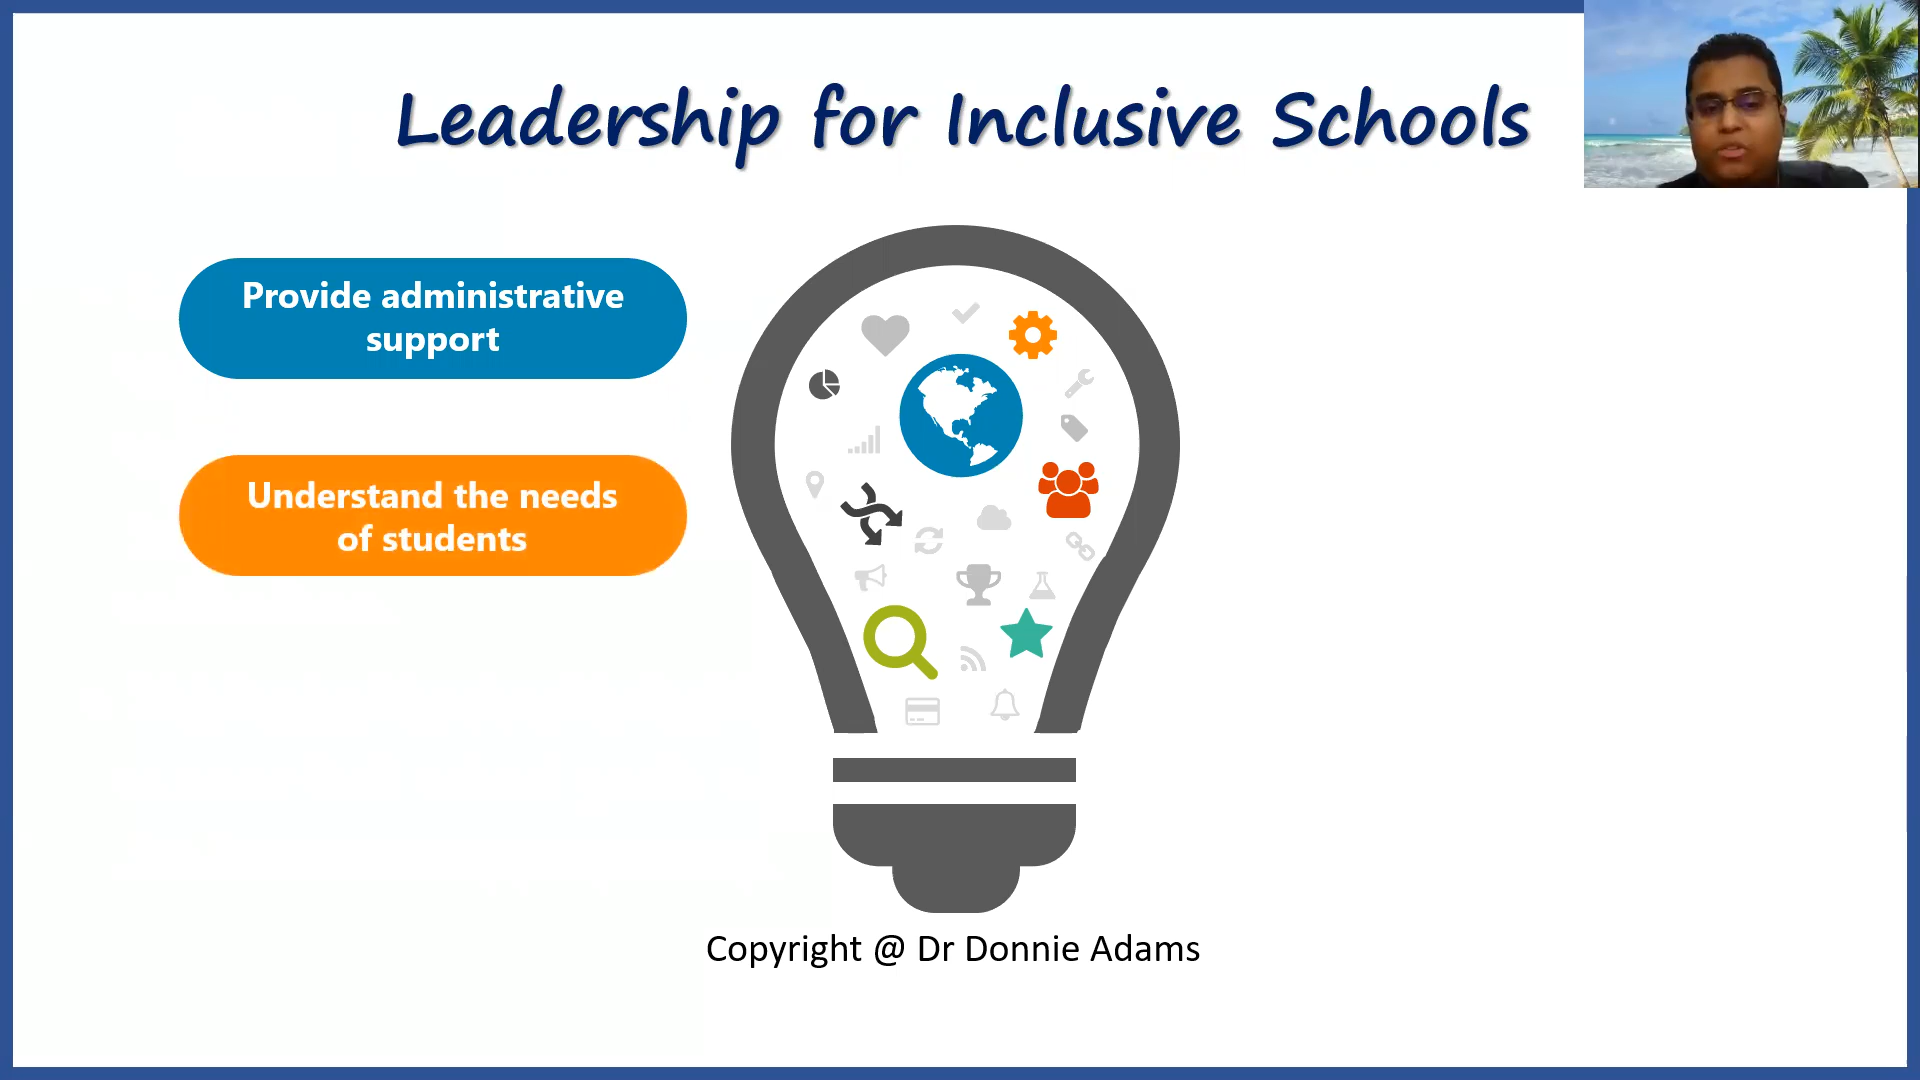 Leadership for Inclusive Schools
Provide administrative
support
Understand the needs
of students
Copyright @ Dr Donnie Adams